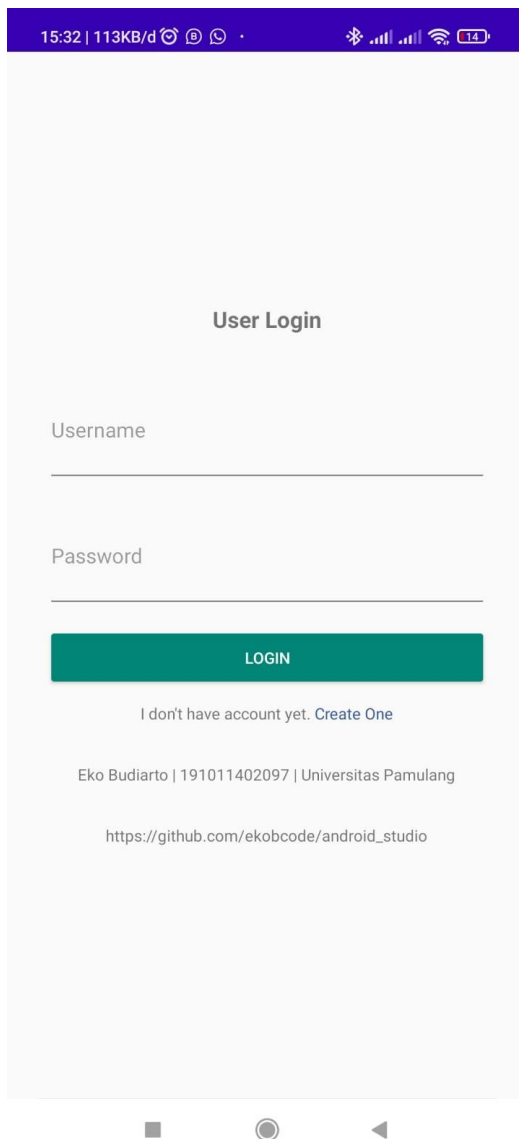 15:32 | 113KB/d
14
User Login
Username
Password
LOGIN
I don't have account yet. Create One
Eko Budiarto | 191011402097 | Universitas Pamulang
https://github.com/ekobcode/android_studio